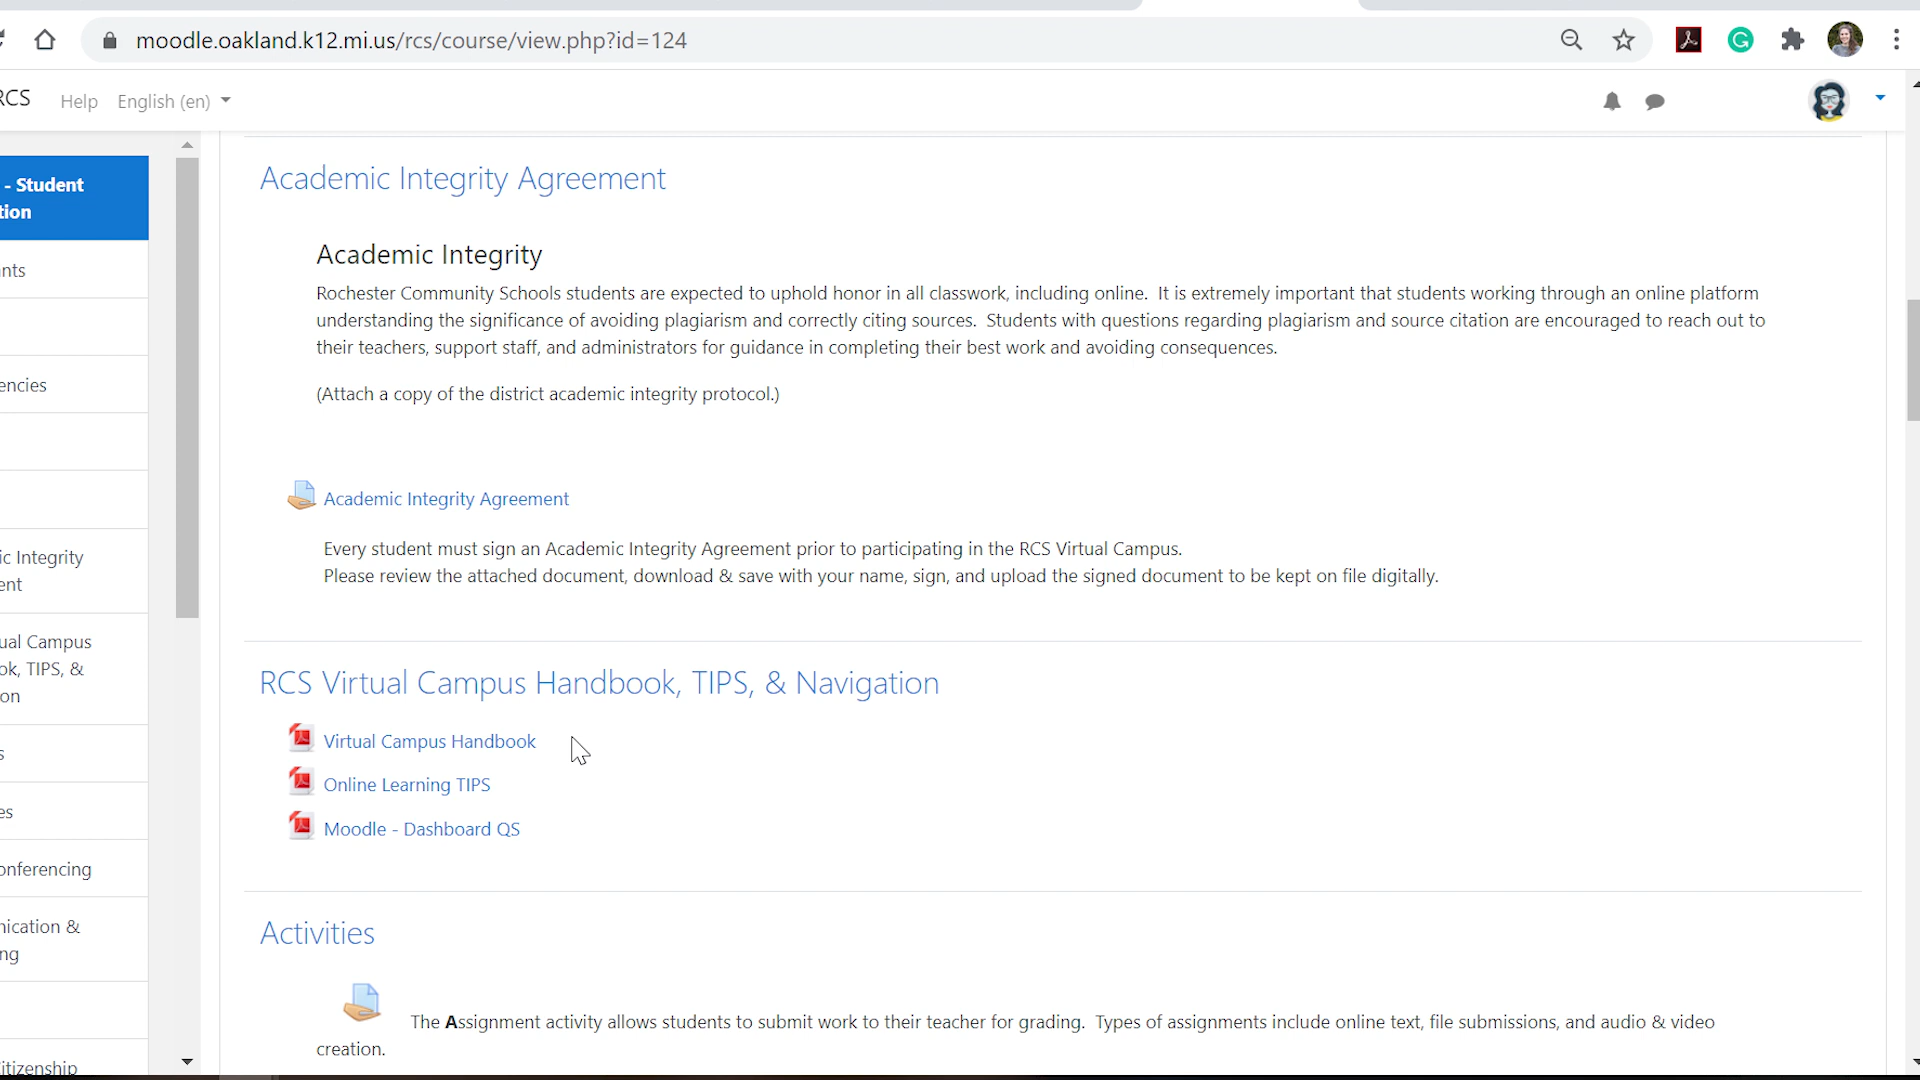 moodle.oakland.k12.mi.us/rcs/course/view.php?id=124
RCS Help English (en)
- Student
tion
nts
encies
ic Integrity
ent
ual Campus
ok, TIPS, &
on
s
es
onferencing
nication &
ng
itizenship
Academic Integrity Agreement
Academic Integrity
Rochester Community Schools students are expected to uphold honor in all classwork, including online. It is extremely important that students working through an online platform
understanding the significance of avoiding plagiarism and correctly citing sources. Students with questions regarding plagiarism and source citation are encouraged to reach out to
their teachers, support staff, and administrators for guidance in completing their best work and avoiding consequences.
(Attach a copy of the district academic integrity protocol.)
Academic Integrity Agreement
Every student must sign an Academic Integrity Agreement prior to participating in the RCS Virtual Campus.
Please review the attached document, download & save with your name, sign, and upload the signed document to be kept on file digitally.
RCS Virtual Campus Handbook, TIPS, & Navigation
Virtual Campus Handbook
Online Learning TIPS
Moodle - Dashboard QS
Activities
The Assignment activity allows students to submit work to their teacher for grading. Types of assignments include online text, file submissions, and audio & video
creation.